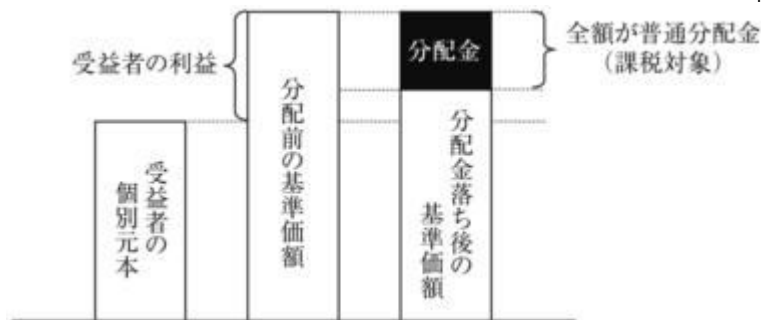 受益者の利益
受益者の
個別元本
分配前の基準価額
分配金
分配金落ち後の
基準価額
全額が普通分配金
（課税対象）